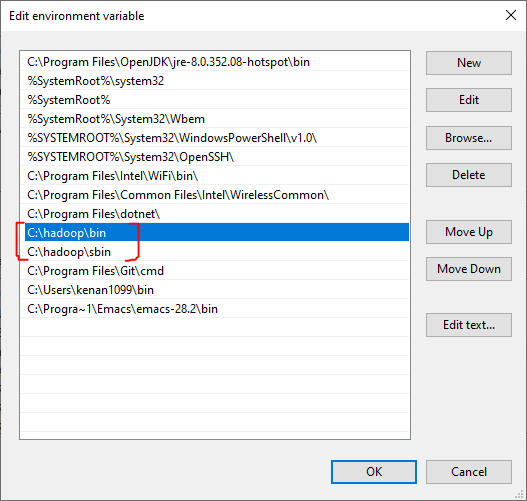 Edit environment variable
C:\Program Files\OpenJDK\jre-8.0.352.08-hotspot\bin
%SystemRoot%\system32
%SystemRoot%
%SystemRoot%\System32\Wbem
%SYSTEMROOT%\System32\WindowsPowerShell\v1.0\
%SYSTEMROOT%\System32\OpenSSH\
C:\Program Files\Intel\WiFi\bin\
C:\Program Files\Common Files\Intel\WirelessCommon\
C:\Program Files\dotnet\
C:\hadoop\bin
C:\hadoop\sbin
C:\Program Files\Git\cmd
C:\Users\kenan1099\bin
C:\Progra~1\Emacs\emacs-28.2\bin
New
Edit
Browse...
Delete
Move Up
Move Down
Edit text...
OK
Cancel